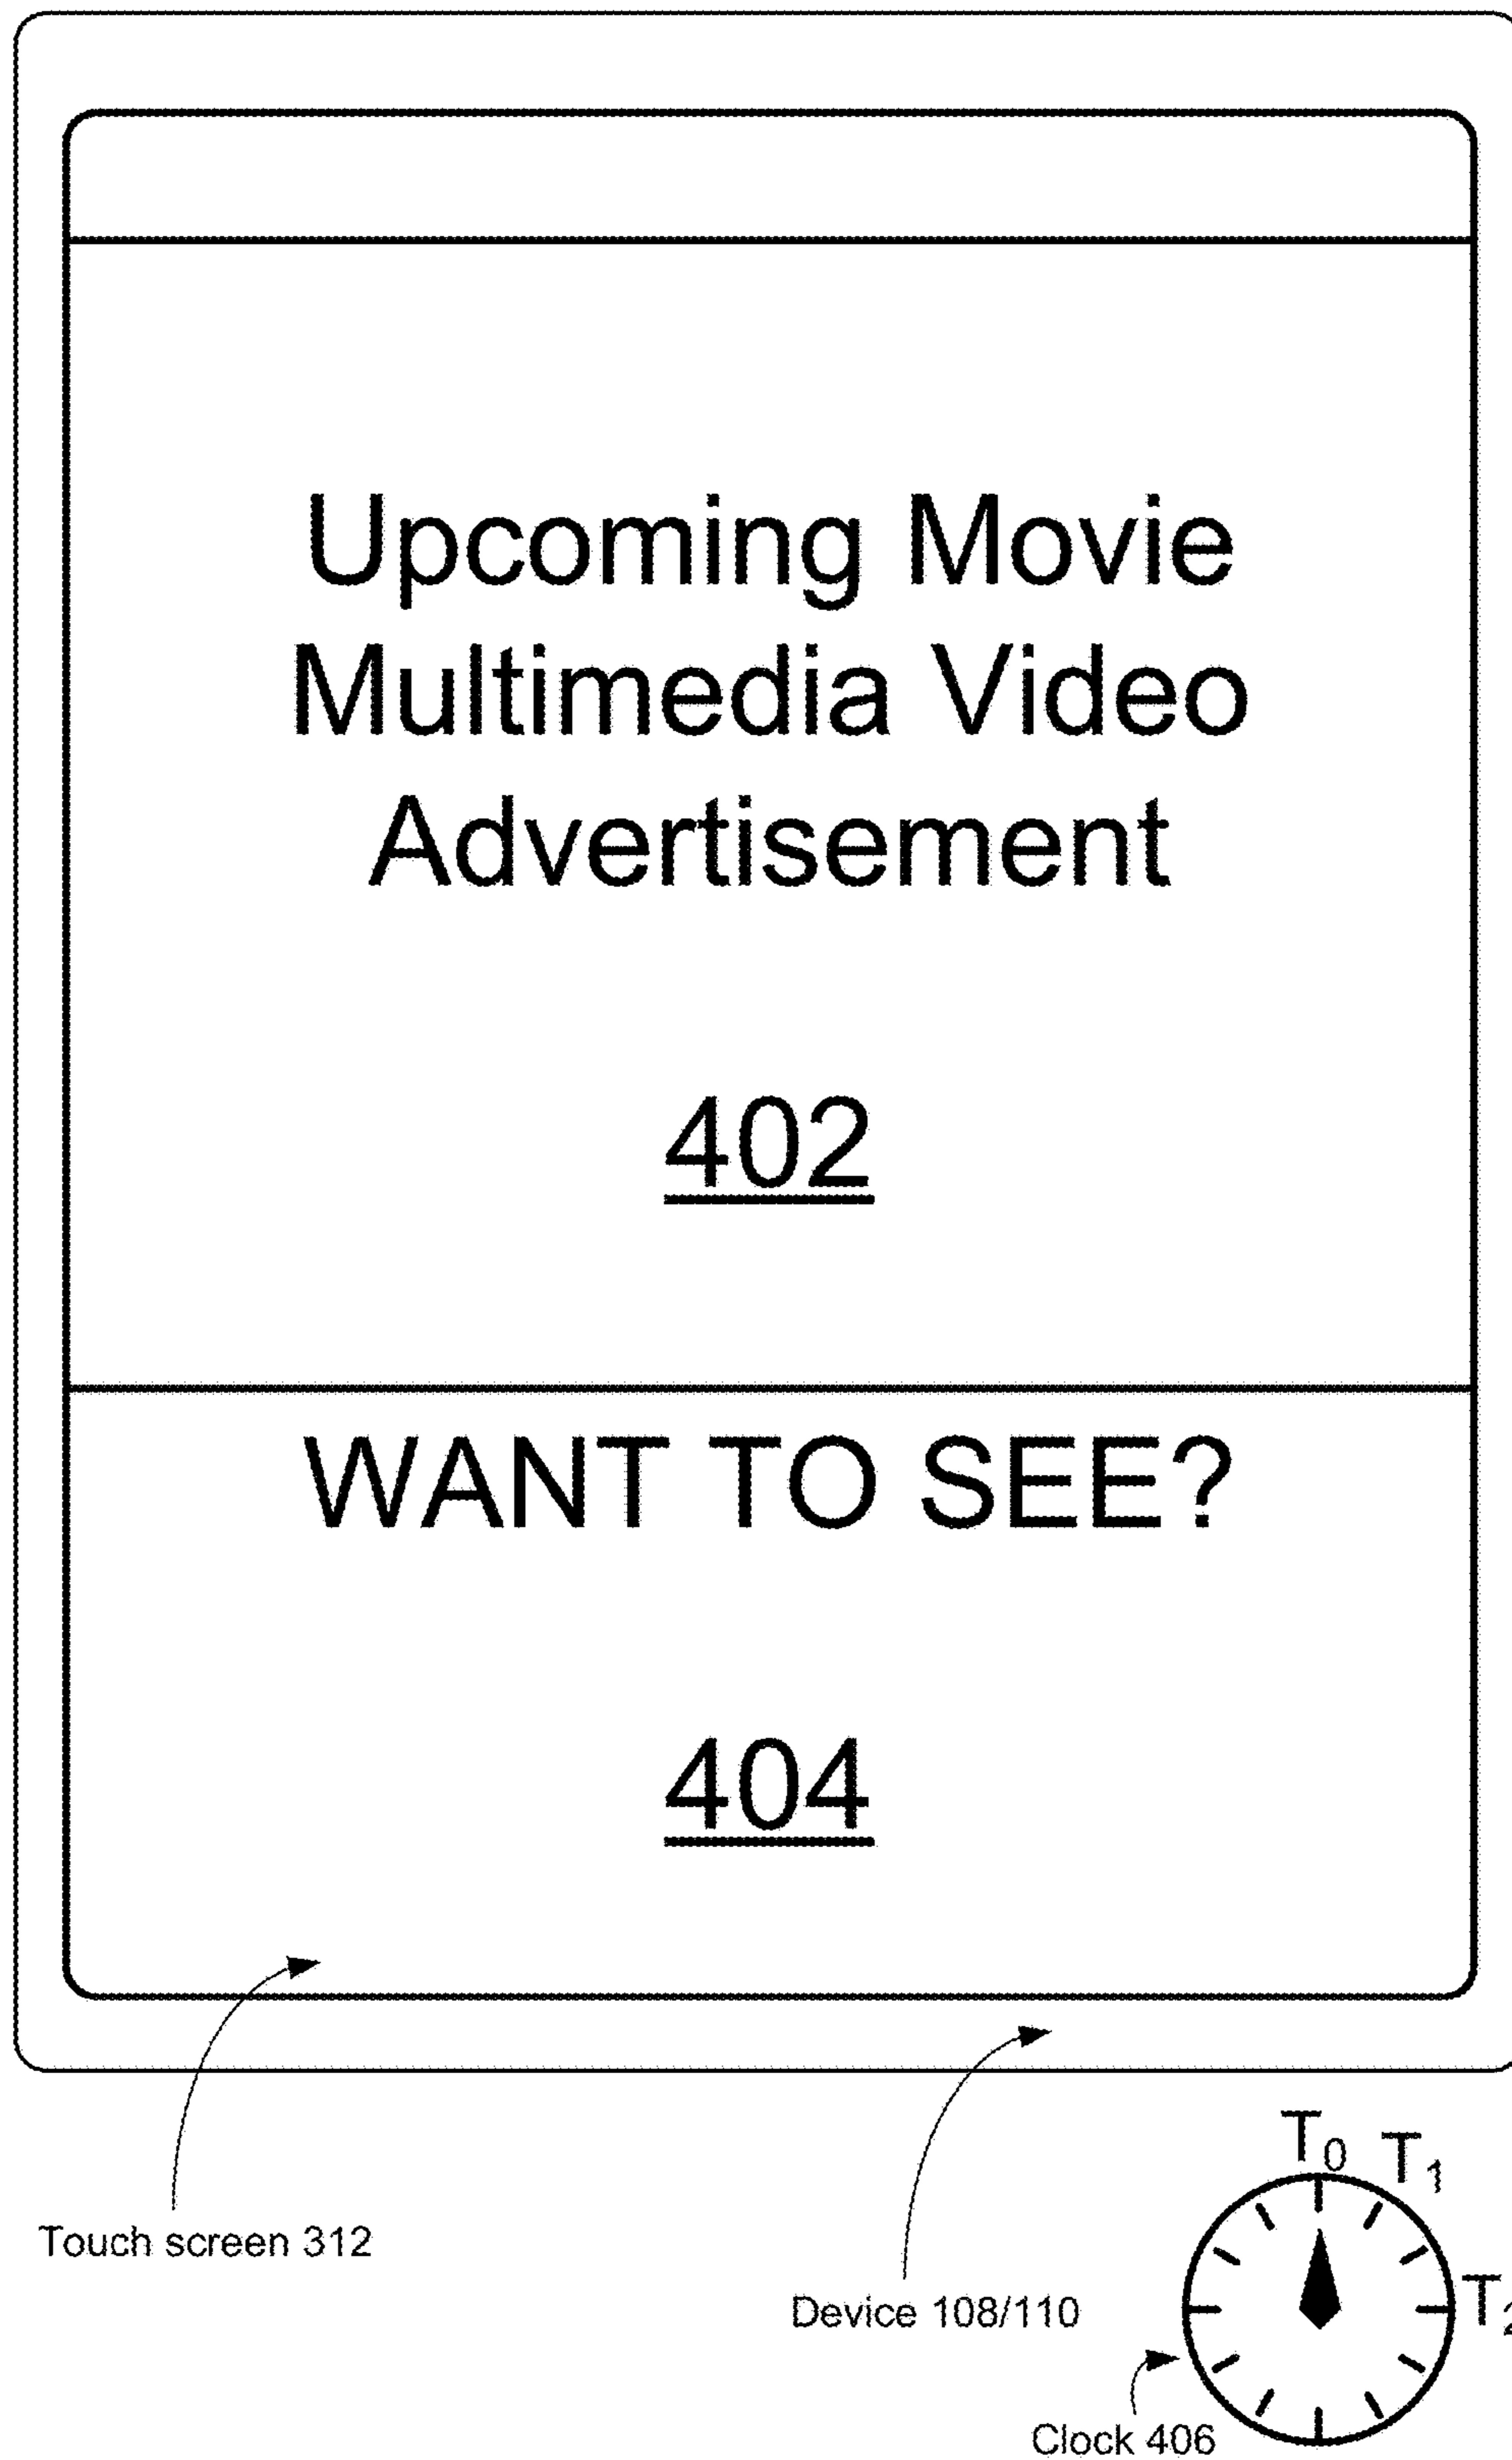 Upcoming Movie
Multimedia Video
Advertisement
402
WANT TO SEE?
404
T0 T1
Touch screen 312
Device 108/110
T2
Clock 406